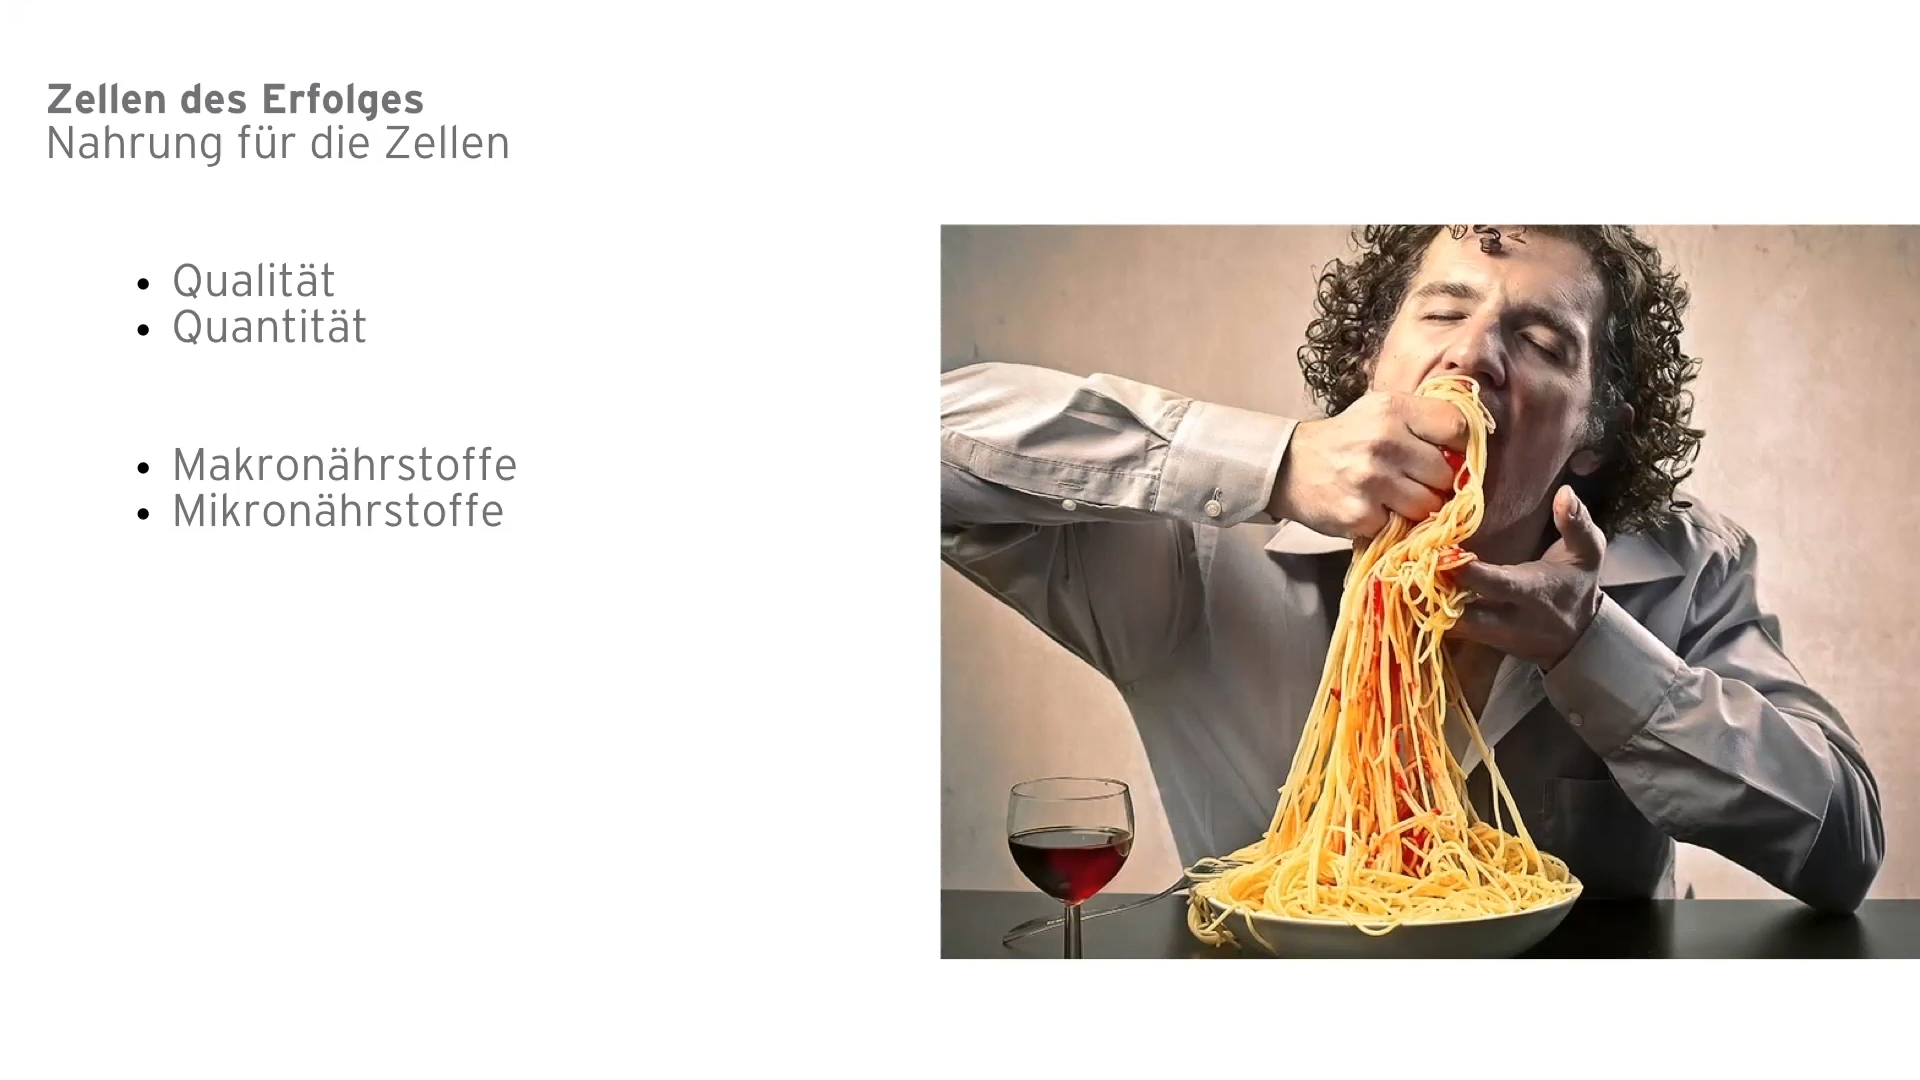 Zellen des Erfolges
Nahrung für die Zellen
• Qualität
• Quantität
• Makronährstoffe
• Mikronährstoffe